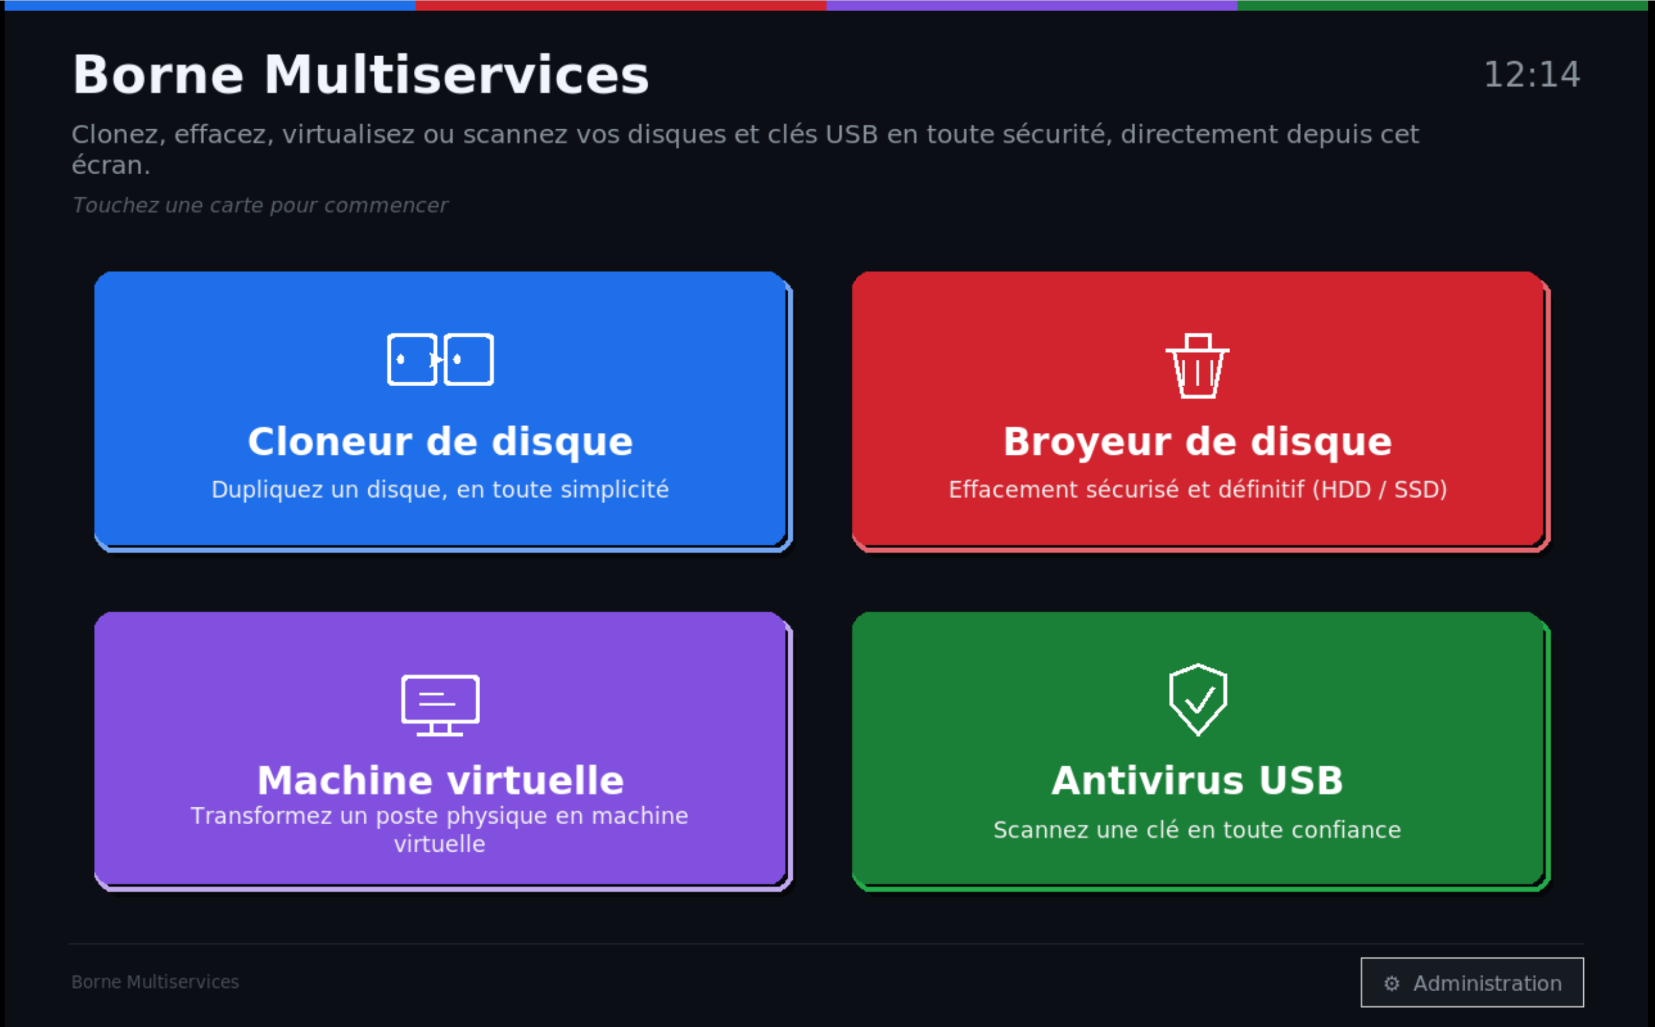 Borne Multiservices
12:14
Clonez, effacez, virtualisez ou scannez vos disques et clés USB en toute sécurité, directement depuis cet
écran.
Touchez une carte pour commencer
Cloneur de disque
Dupliquez un disque, en toute simplicité
Broyeur de disque
Effacement sécurisé et définitif (HDD / SSD)
Machine virtuelle
Transformez un poste physique en machine
virtuelle
Antivirus USB
Scannez une clé en toute confiance
Borne Multiservices
⚙ Administration